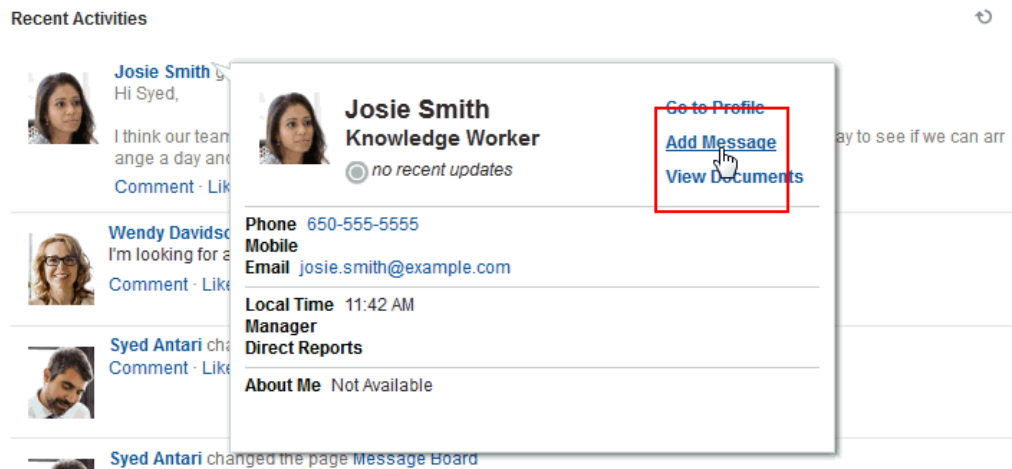 Recent Activities
Josie Smith
Hi Syed,
I think our team
ay to see if we can arr
ange a day and
Comment · Lik
Josie Smith
Knowledge Worker
no recent updates
Go to Profile
Add Message
View Documents
Phone 650-555-5555
Mobile
Email josie.smith@example.com
Local Time 11:42 AM
Manager
Direct Reports
About Me Not Available
Wendy Davidso
I'm looking for a
Comment · Like
Syed Antari cha
Comment · Like
Syed Antari changed the page Message Board